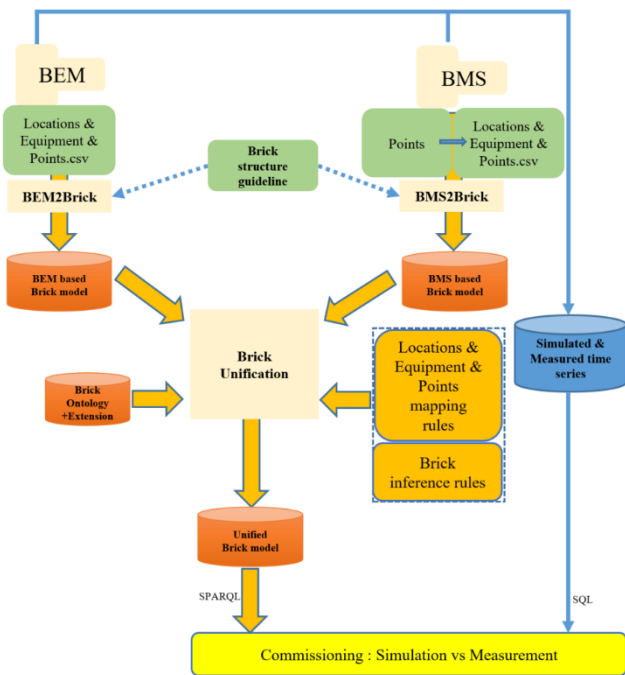 BEM
BMS
Locations &
Equipment &
Points.csv
Brick
structure
guideline
Points
Locations &
Equipment &
Points.csv
BEM2Brick
BMS2Brick
BEM based
Brick model
BMS based
Brick model
Brick
Unification
Locations &
Equipment &
Points
mapping
rules
Simulated &
Measured time
series
Brick
Ontology
+Extension
Brick
inference rules
Unified
Brick model
SPARQL
SQL
Commissioning : Simulation vs Measurement